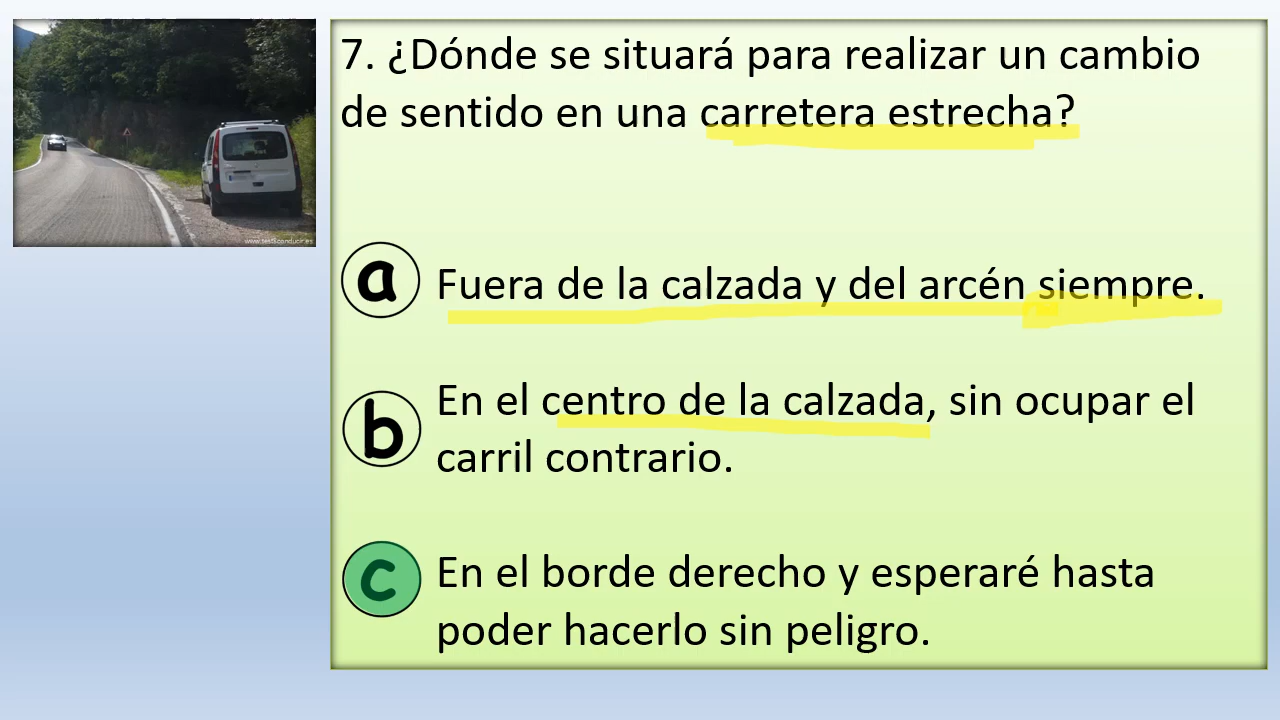 7. ¿Dónde se situará para realizar un cambio
de sentido en una carretera estrecha?
a Fuera de la calzada y del arcén siempre.
b En el centro de la calzada, sin ocupar el
carril contrario.
c En el borde derecho y esperaré hasta
poder hacerlo sin peligro.